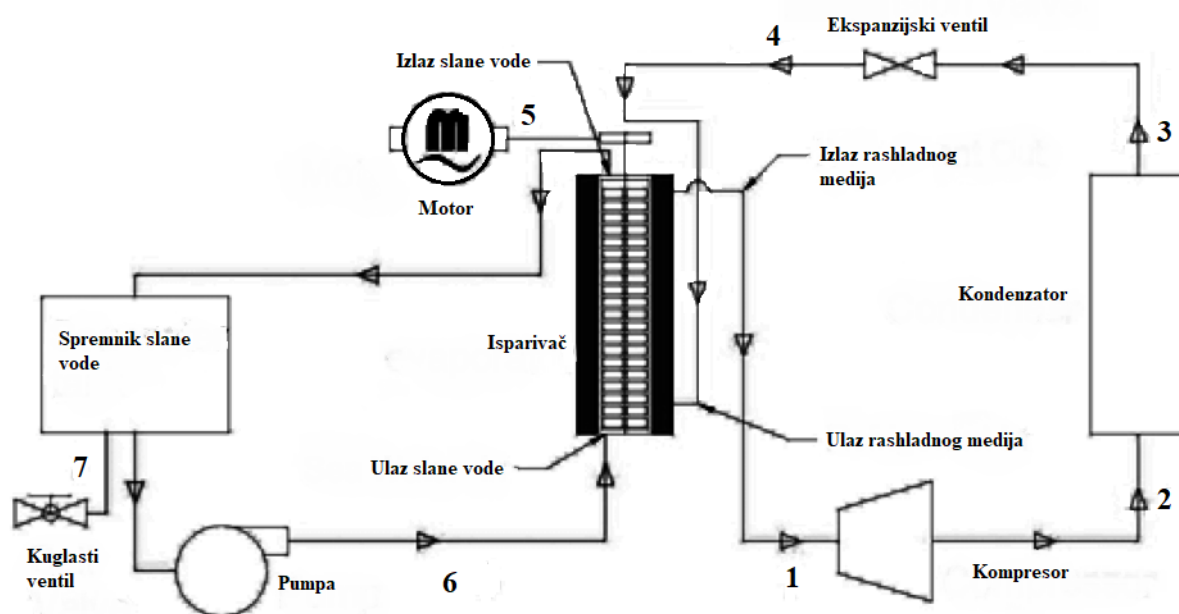 4
Ekspanzijski ventil
Izlaz slane vode
5
3
Izlaz rashladnog
medija
m
Motor
Spremnik slane
vode
Isparivač
Kondenzator
7
Ulaz slane vode
Ulaz rashladnog medija
2
Kuglasti
ventil
Pumpa
6
1
Kompresor